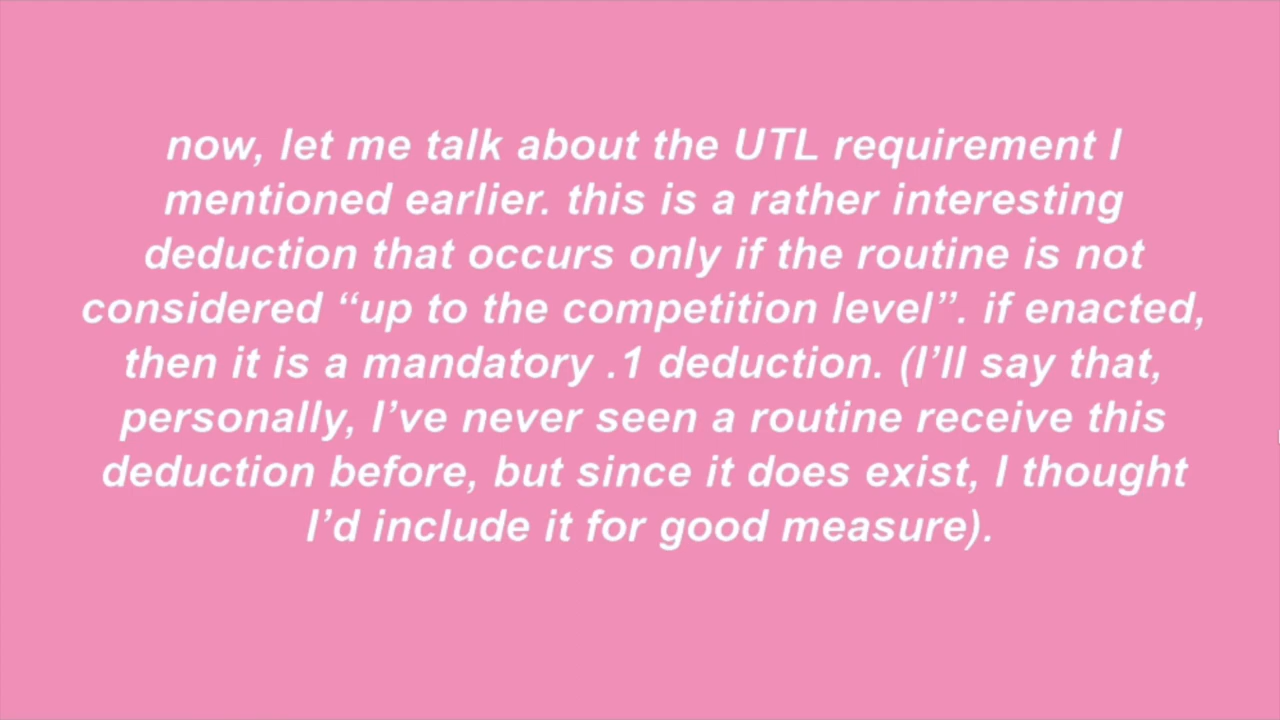 now, let me talk about the UTL requirement I
mentioned earlier. this is a rather interesting
deduction that occurs only if the routine is not
considered “up to the competition level”. if enacted,
then it is a mandatory .1 deduction. (I’ll say that,
personally, I’ve never seen a routine receive this
deduction before, but since it does exist, I thought
I’d include it for good measure).